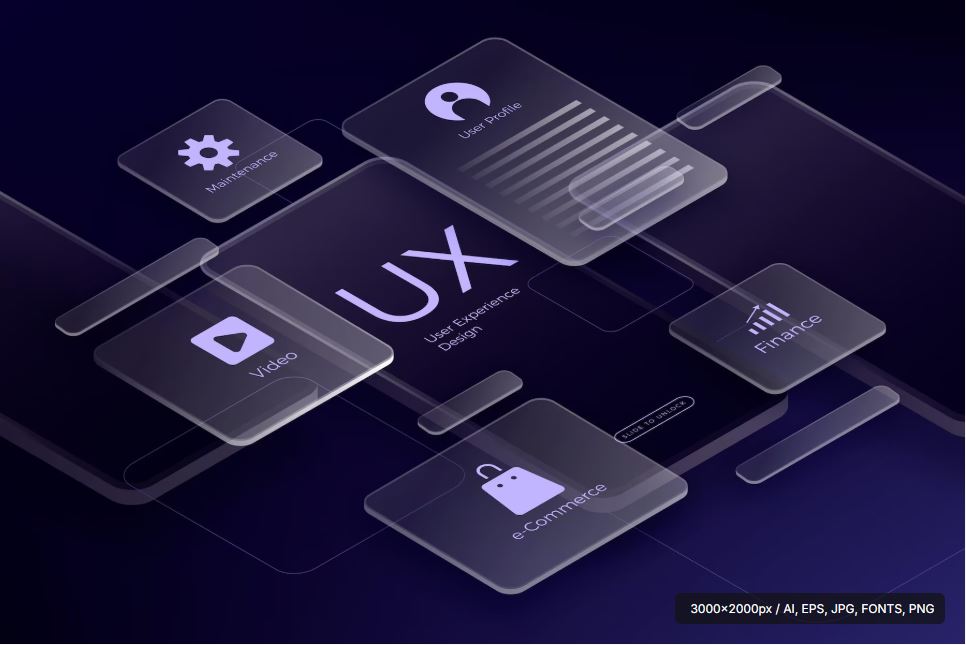 User Profile
Maintenance
UX
User Experience
Design
Video
Finance
SLIDE TO UNLOCK
e-Commerce
3000×2000px / AI, EPS, JPG, FONTS, PNG